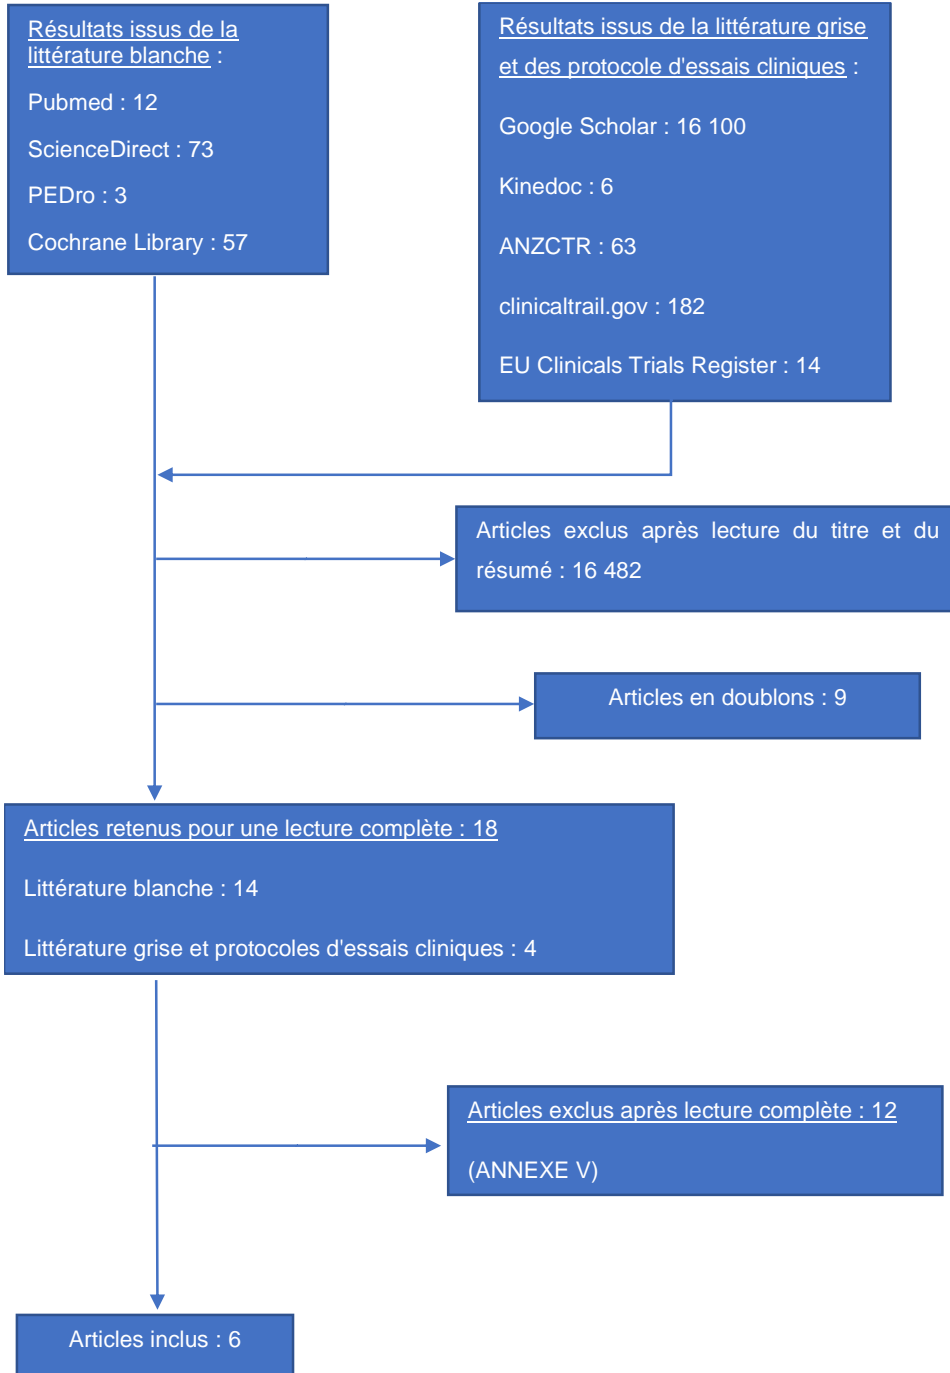 Résultats issus de la
littérature blanche :
Pubmed : 12
ScienceDirect : 73
PEDro : 3
Cochrane Library : 57
Résultats issus de la littérature grise
et des protocole d'essais cliniques :
Google Scholar : 16 100
Kinedoc : 6
ANZCTR : 63
clinicaltrail.gov : 182
EU Clinicals Trials Register : 14
Articles exclus après lecture du titre et du
résumé : 16 482
Articles en doublons : 9
Articles retenus pour une lecture complète : 18
Littérature blanche : 14
Littérature grise et protocoles d'essais cliniques : 4
Articles exclus après lecture complète : 12
(ANNEXE V)
Articles inclus : 6